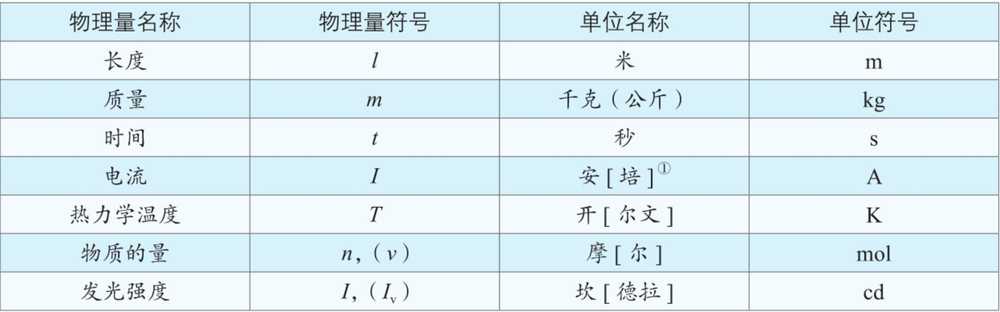 物理量名称 物理量符号 单位名称 单位符号
长度 l 米 m
质量 m 千克（公斤） kg
时间 t 秒 s
电流 I 安[培]① A
热力学温度 T 开[尔文] K
物质的量 n,（ν） 摩[尔] mol
发光强度 I,（Iᵥ） 坎[德拉] cd